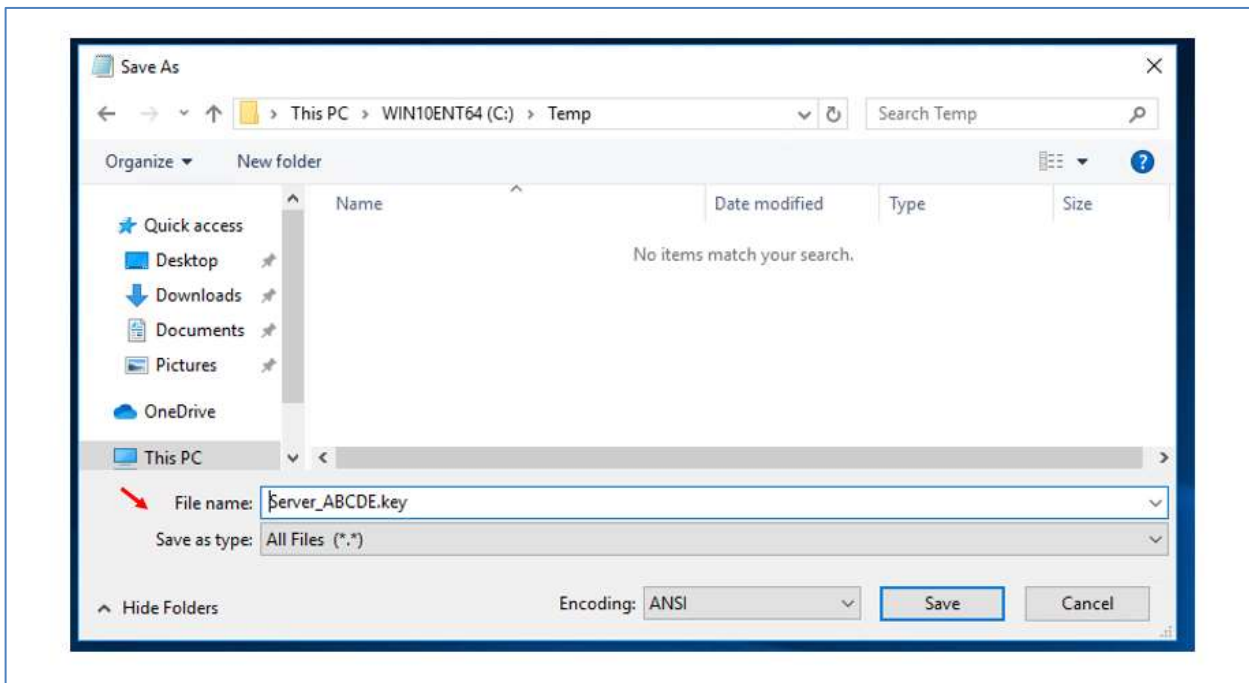 Save As
This PC > WIN10ENT64 (C:) > Temp
Search Temp
Organize
New folder
Name
Date modified
Type
Size
Quick access
No items match your search.
Desktop
Downloads
Documents
Pictures
OneDrive
This PC
File name: Server_ABCDE.key
Save as type: All Files (*.*)
Hide Folders
Encoding: ANSI
Save
Cancel